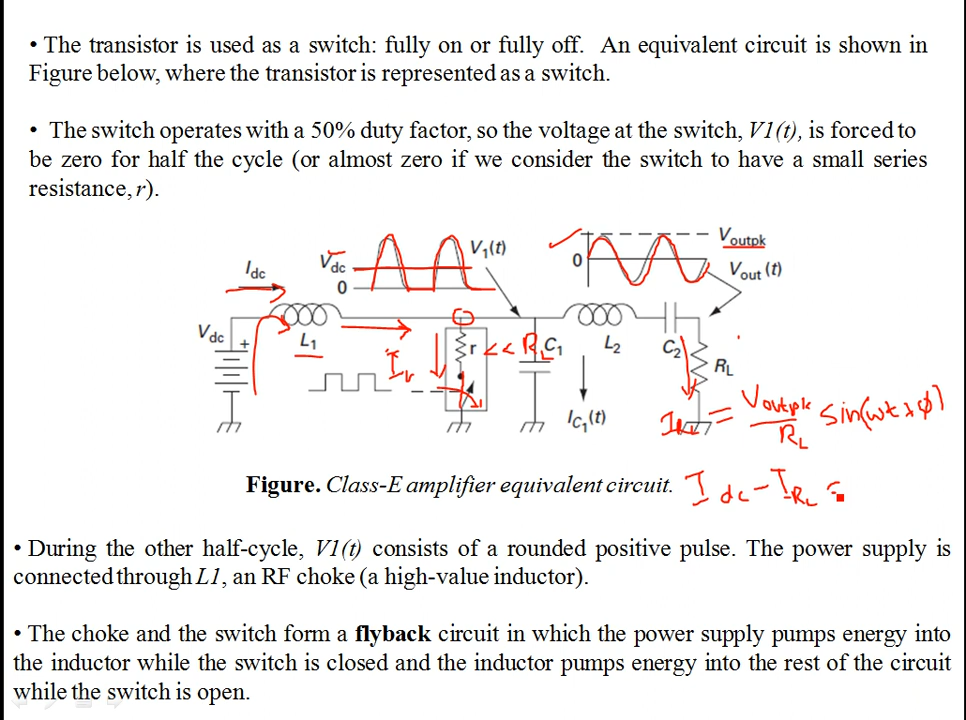 • The transistor is used as a switch: fully on or fully off. An equivalent circuit is shown in
Figure below, where the transistor is represented as a switch.
• The switch operates with a 50% duty factor, so the voltage at the switch, V1(t), is forced to
be zero for half the cycle (or almost zero if we consider the switch to have a small series
resistance, r).
Voutpk
V1(t)
Idc
Vdc
0
0
Vout (t)
Vdc
+
L1
r << RL
C1
L2
C2
RL
Ir
IC1(t)
IRL = Voutpk/RL sin(wt+φ)
Figure. Class-E amplifier equivalent circuit.
Idc - IRL =
• During the other half-cycle, V1(t) consists of a rounded positive pulse. The power supply is
connected through L1, an RF choke (a high-value inductor).
• The choke and the switch form a flyback circuit in which the power supply pumps energy into
the inductor while the switch is closed and the inductor pumps energy into the rest of the circuit
while the switch is open.